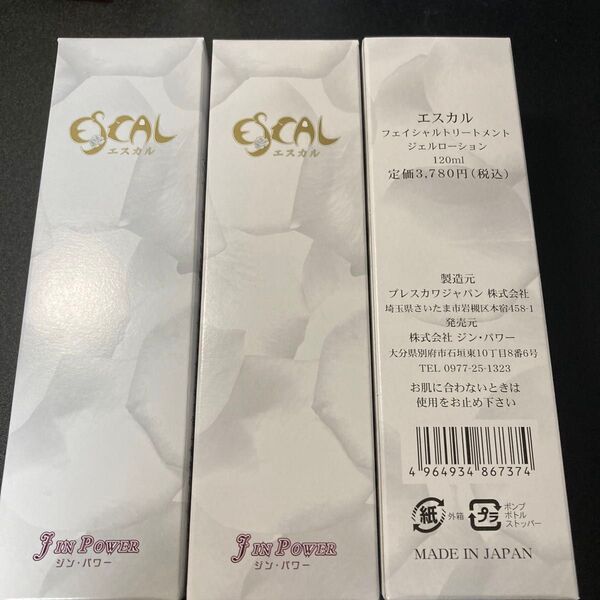 EsCAL
エスカル
J IN POWER
ジン・パワー
EsCAL
エスカル
J IN POWER
ジン・パワー
エスカル
フェイシャルトリートメント
ジェルローション
120ml
定価3,780円(税込)
製造元
ブレスカワジャパン 株式会社
埼玉県さいたま市岩槻区本宿458-1
発売元
株式会社 ジン・パワー
大分県別府市石垣東10丁目8番6号
TEL 0977-25-1323
お肌に合わないときは
使用をお止め下さい
4 964934 867374
紙 外箱
プラ ポンプ
ボトル
ストッパー
MADE IN JAPAN